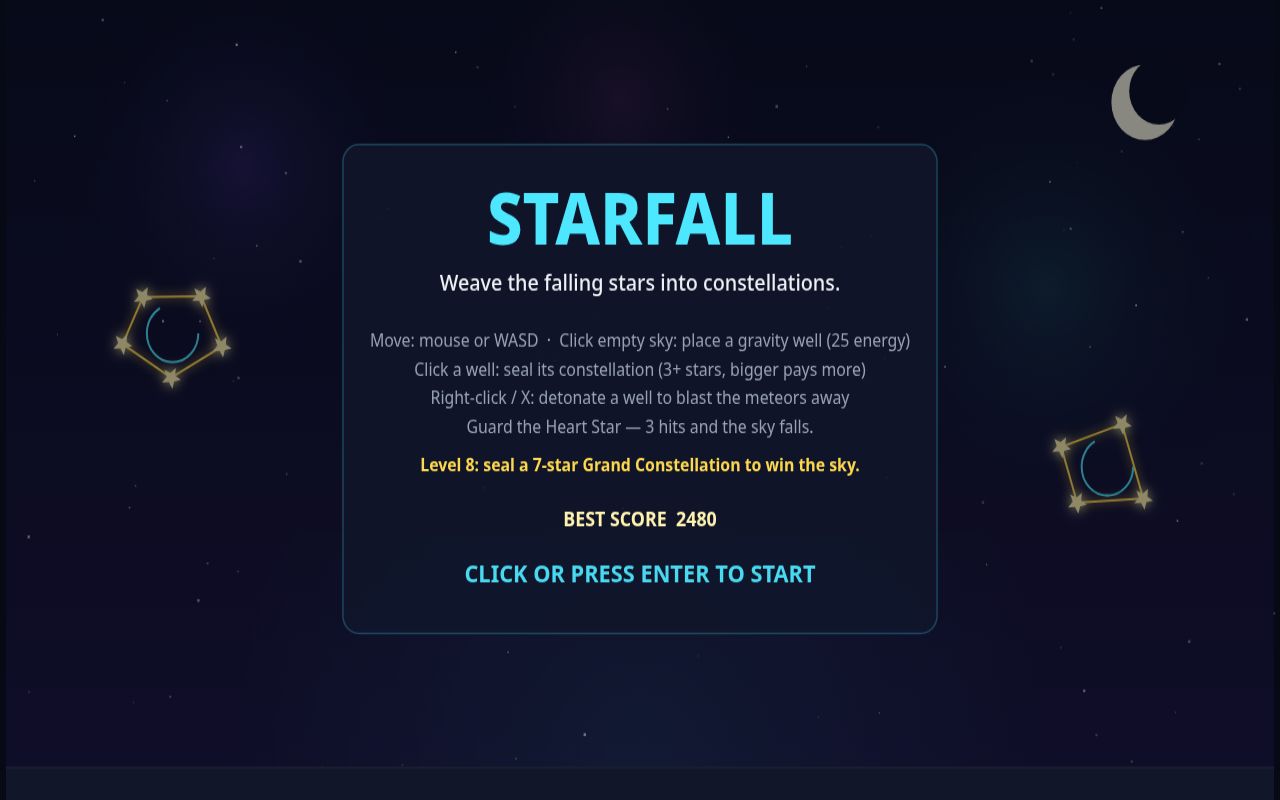 STARFALL
Weave the falling stars into constellations.
Move: mouse or WASD · Click empty sky: place a gravity well (25 energy)
Click a well: seal its constellation (3+ stars, bigger pays more)
Right-click / X: detonate a well to blast the meteors away
Guard the Heart Star — 3 hits and the sky falls.
Level 8: seal a 7-star Grand Constellation to win the sky.
BEST SCORE 2480
CLICK OR PRESS ENTER TO START